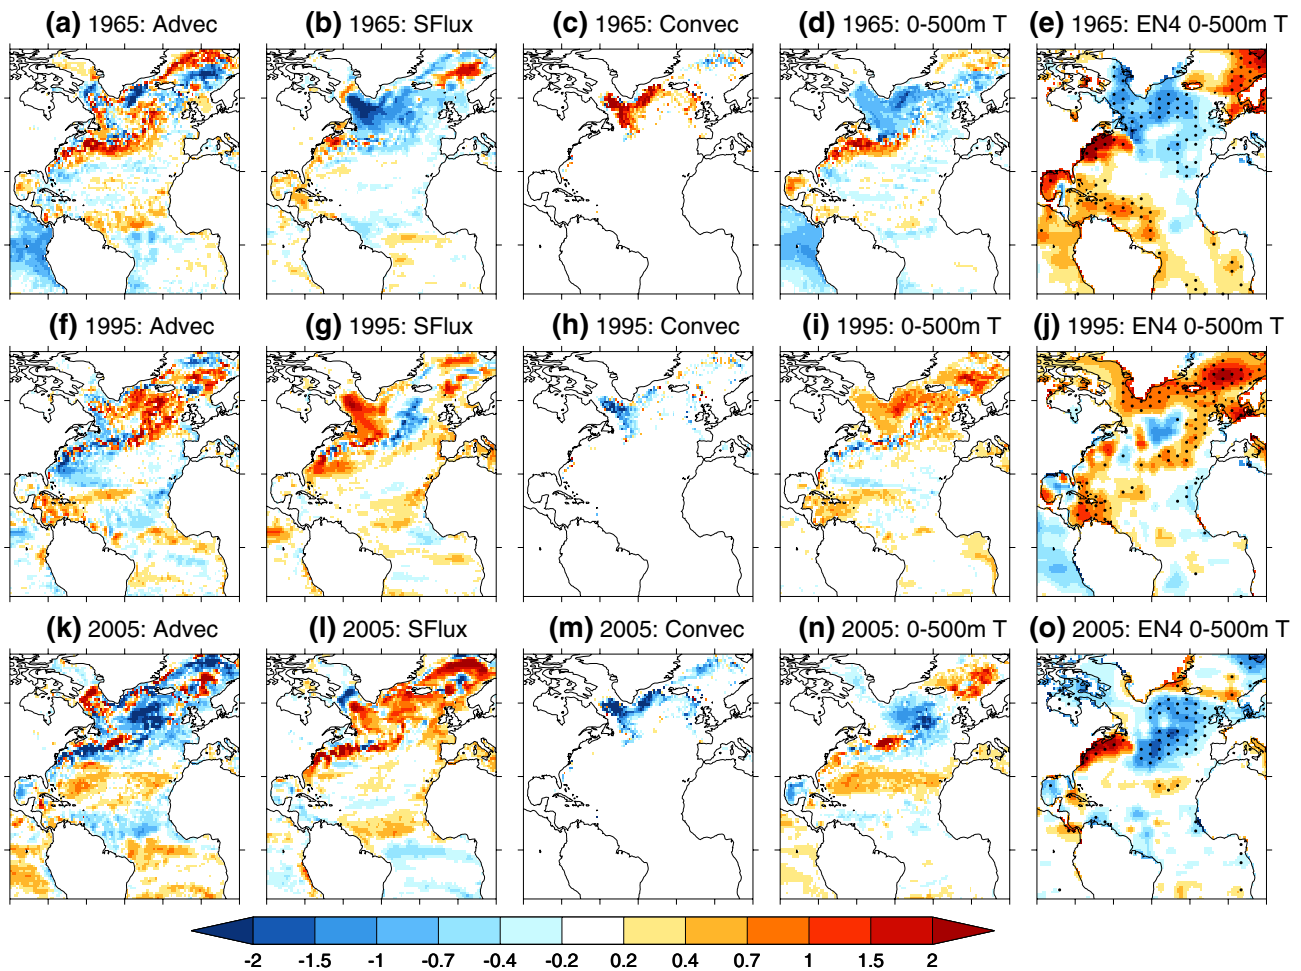 (a) 1965: Advec
(b) 1965: SFlux
(c) 1965: Convec
(d) 1965: 0-500m T
(e) 1965: EN4 0-500m T
(f) 1995: Advec
(g) 1995: SFlux
(h) 1995: Convec
(i) 1995: 0-500m T
(j) 1995: EN4 0-500m T
(k) 2005: Advec
(l) 2005: SFlux
(m) 2005: Convec
(n) 2005: 0-500m T
(o) 2005: EN4 0-500m T
-2 -1.5 -1 -0.7 -0.4 -0.2 0.2 0.4 0.7 1 1.5 2